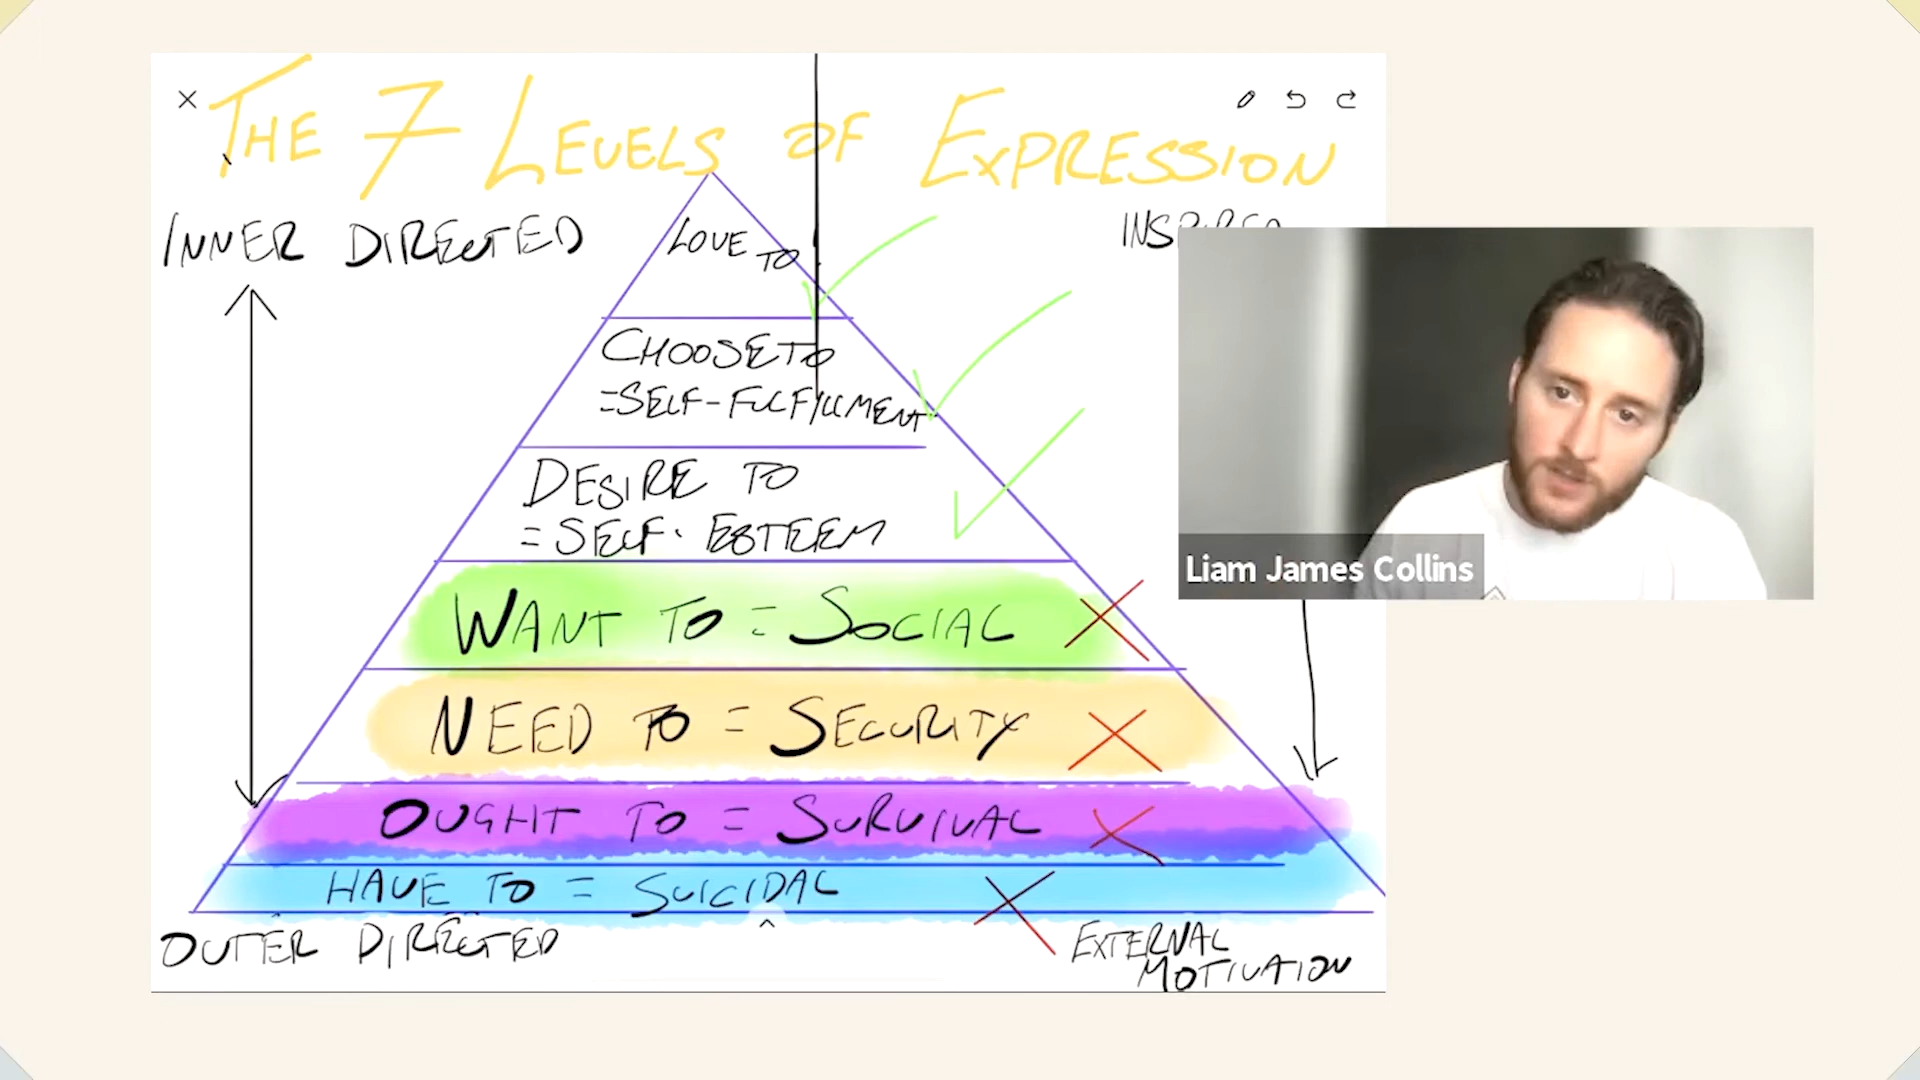 THE 7 LEVELS OF EXPRESSION
INNER DIRECTED
LOVE TO!
CHOOSE TO
=SELF-FULFILLMENT
DESIRE TO
= SELF-ESTEEM
WANT TO = SOCIAL
NEED TO = SECURITY
OUGHT TO = SURVIVAL
HAVE TO = SUICIDAL
OUTER DIRECTED
EXTERNAL
MOTIVATION
Liam James Collins